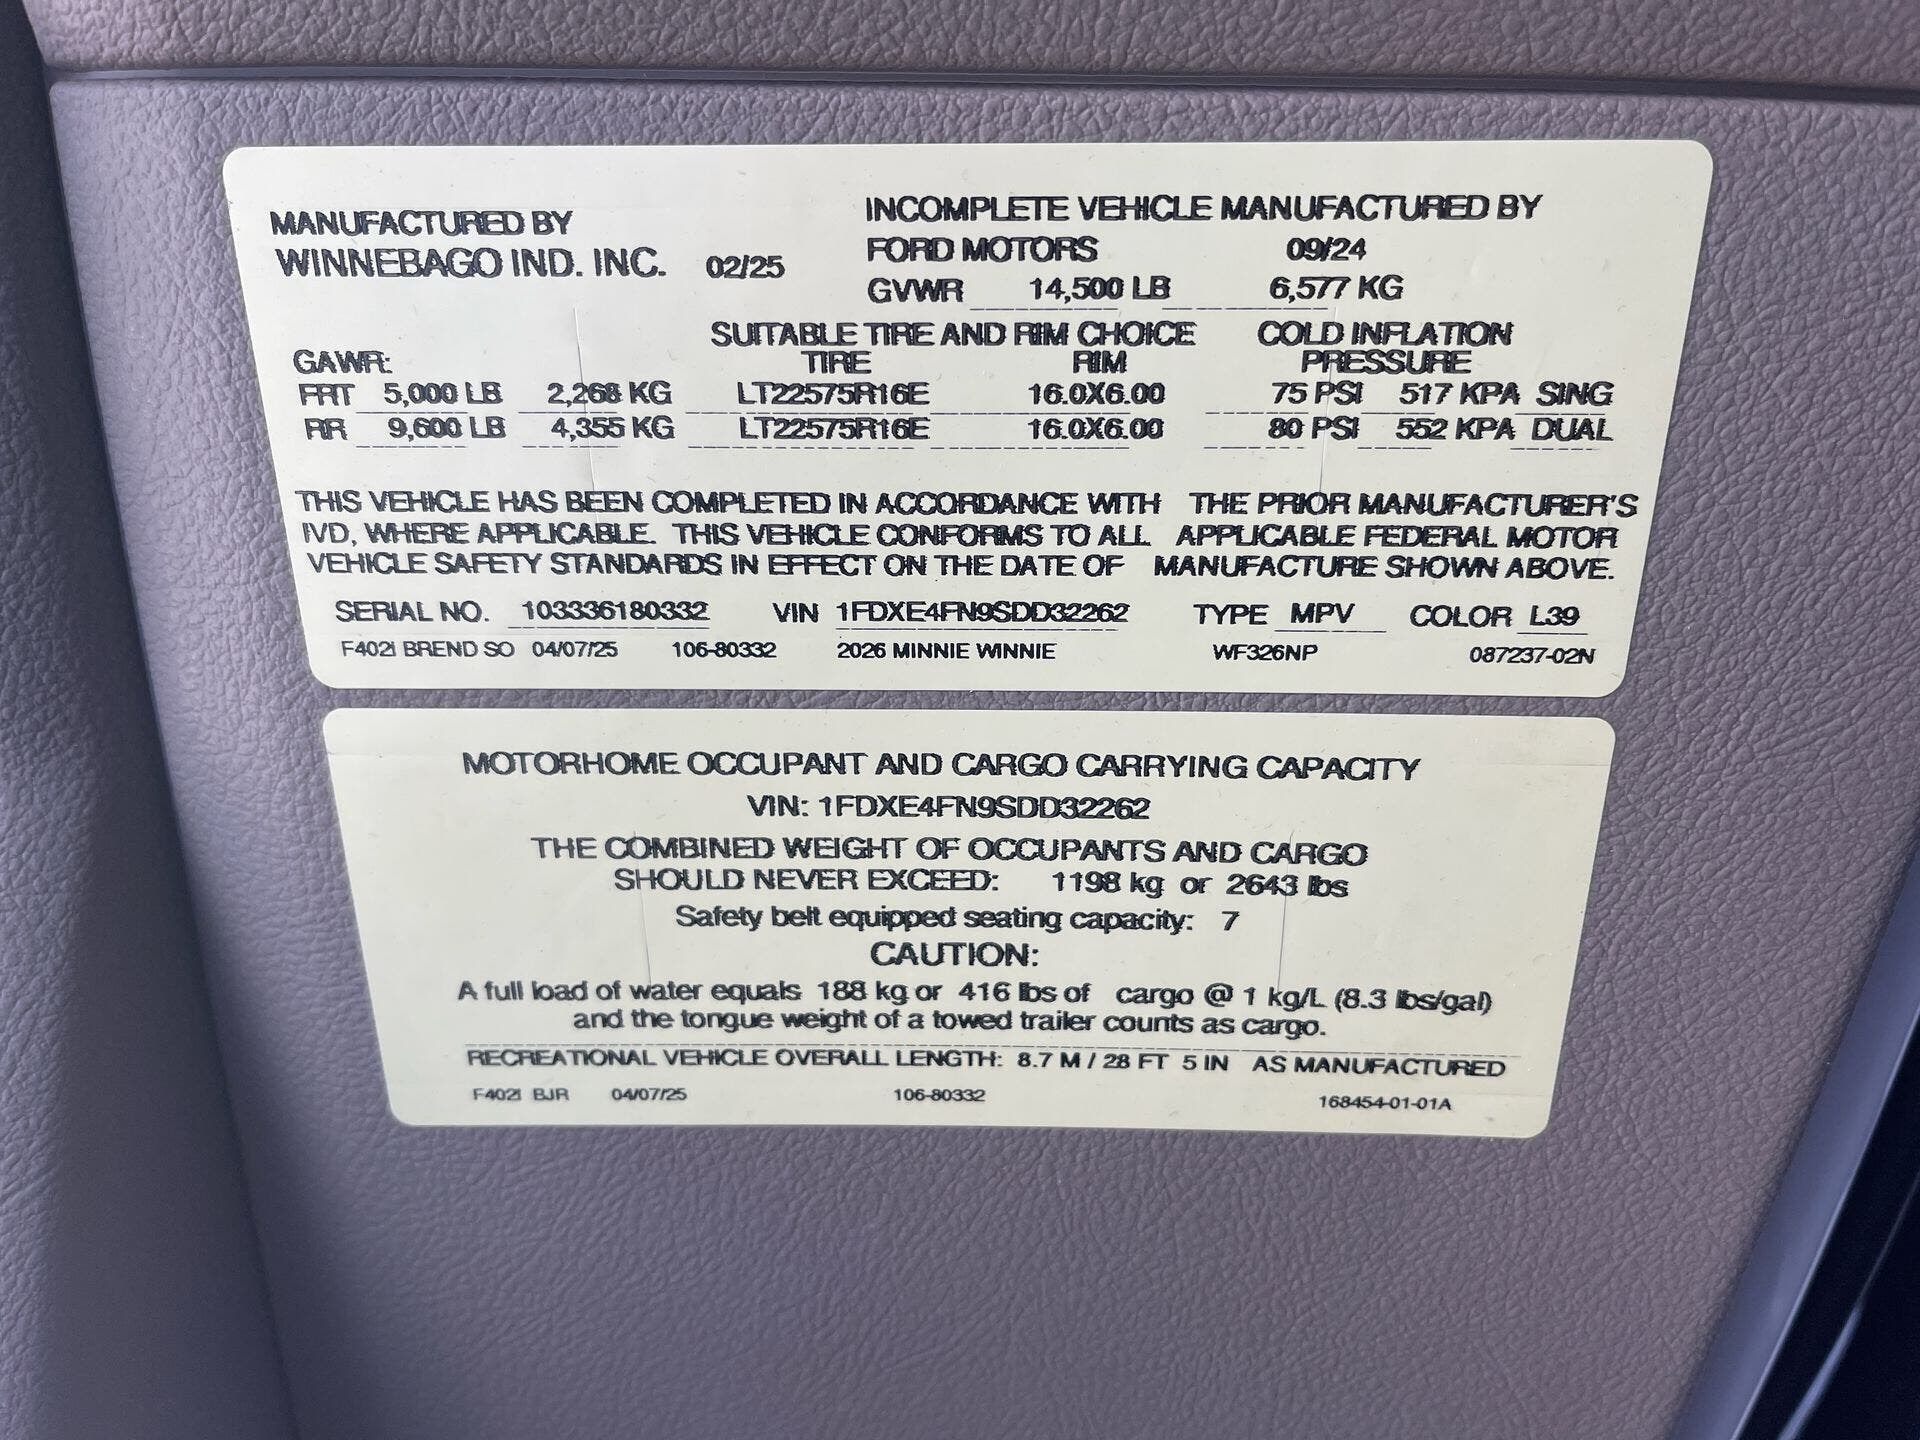 MANUFACTURED BY
WINNEBAGO IND. INC. 02/25
INCOMPLETE VEHICLE MANUFACTURED BY
FORD MOTORS 09/24
GVWR 14,500 LB 6,577 KG
SUITABLE TIRE AND RIM CHOICE COLD INFLATION
GAWR: TIRE RIM PRESSURE
FRT 5,000 LB 2,268 KG LT22575R16E 16.0X6.00 75 PSI 517 KPA SING
RR 9,600 LB 4,355 KG LT22575R16E 16.0X6.00 80 PSI 552 KPA DUAL
THIS VEHICLE HAS BEEN COMPLETED IN ACCORDANCE WITH THE PRIOR MANUFACTURER'S
IVD, WHERE APPLICABLE. THIS VEHICLE CONFORMS TO ALL APPLICABLE FEDERAL MOTOR
VEHICLE SAFETY STANDARDS IN EFFECT ON THE DATE OF MANUFACTURE SHOWN ABOVE.
SERIAL NO. 103336180332 VIN 1FDXE4FN9SDD32262 TYPE MPV COLOR L39
F402I BREND SO 04/07/25 106-80332 2026 MINNIE WINNIE WF326NP 087237-02N
MOTORHOME OCCUPANT AND CARGO CARRYING CAPACITY
VIN: 1FDXE4FN9SDD32262
THE COMBINED WEIGHT OF OCCUPANTS AND CARGO
SHOULD NEVER EXCEED: 1198 kg or 2643 lbs
Safety belt equipped seating capacity: 7
CAUTION:
A full load of water equals 188 kg or 416 lbs of cargo @ 1 kg/L (8.3 lbs/gal)
and the tongue weight of a towed trailer counts as cargo.
RECREATIONAL VEHICLE OVERALL LENGTH: 8.7 M / 28 FT 5 IN AS MANUFACTURED
F402I BJR 04/07/25 106-80332 168454-01-01A